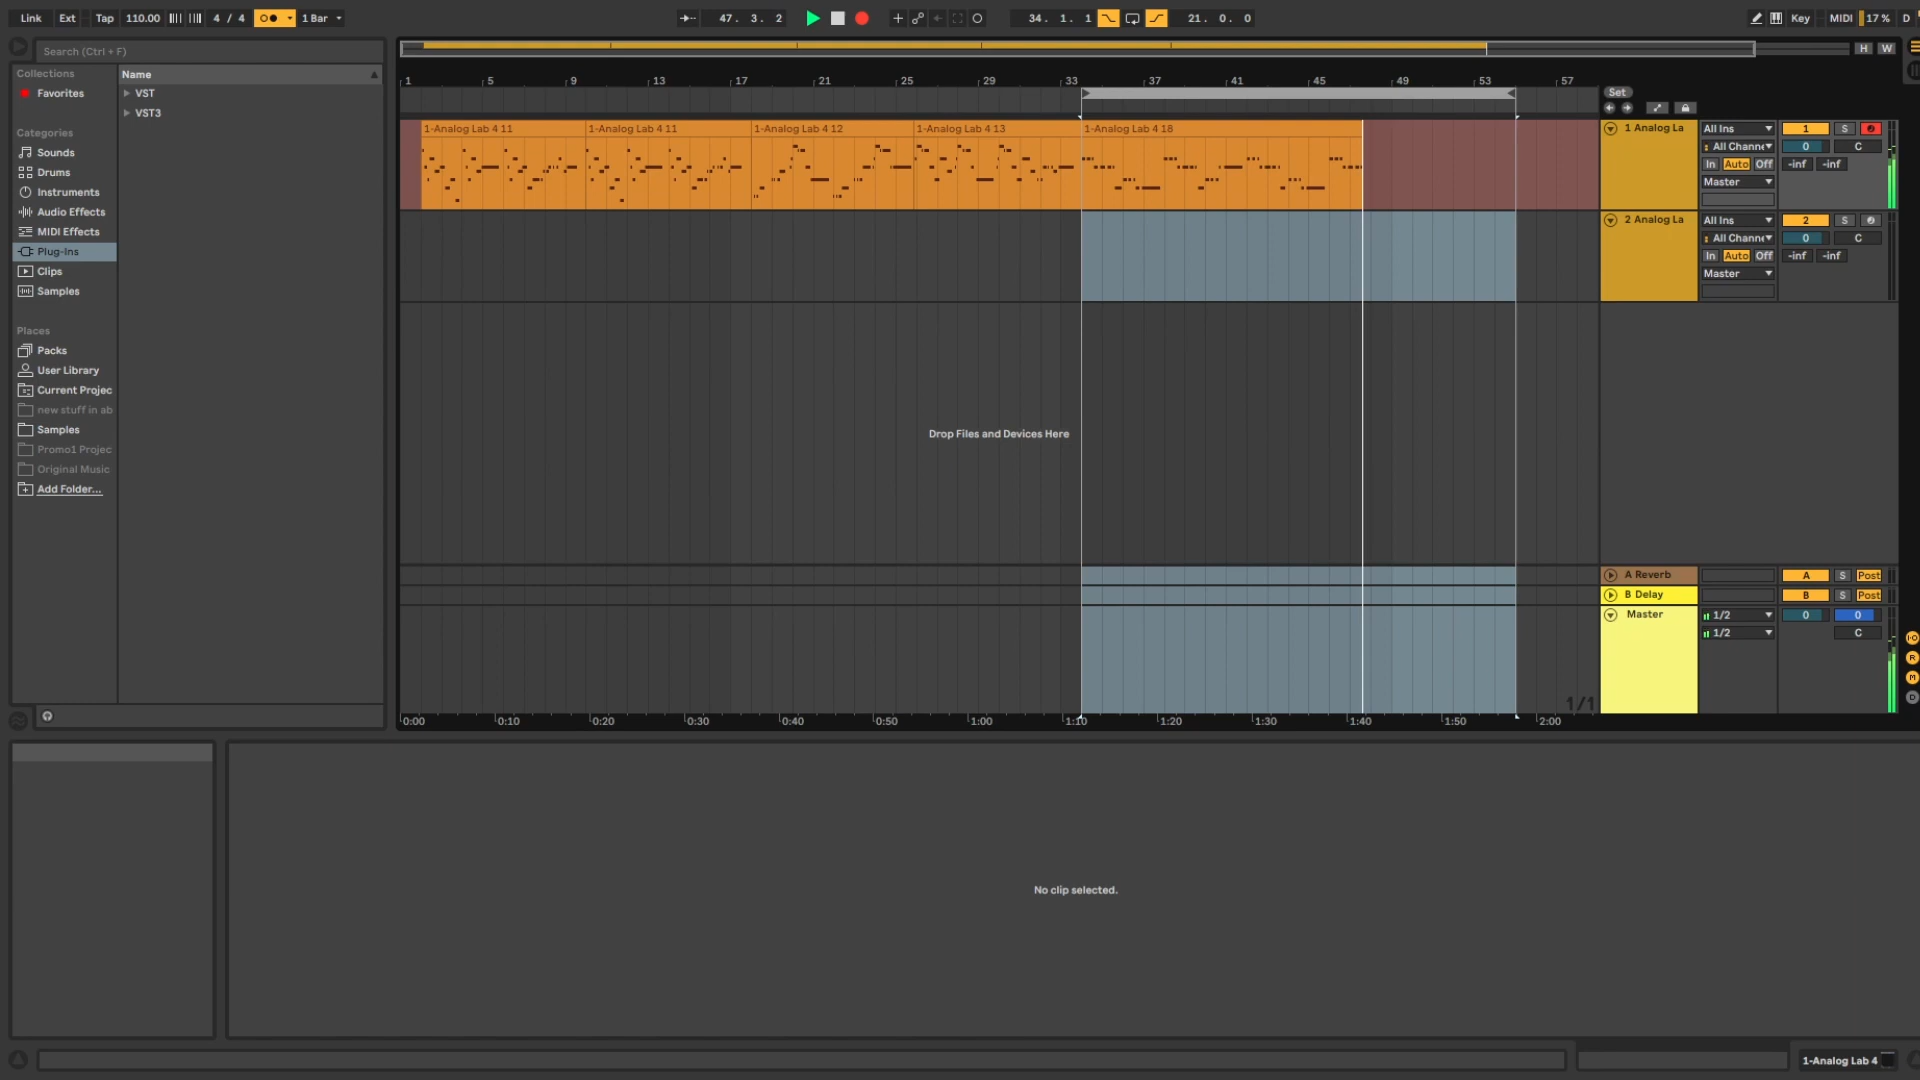 Link Ext Tap 110.00 4 / 4 1 Bar 47. 3. 2 34. 1. 1 21. 0. 0 Key MIDI 17 % D
Search (Ctrl + F)
Collections
Favorites
Categories
Sounds
Drums
Instruments
Audio Effects
MIDI Effects
Plug-Ins
Clips
Samples
Places
Packs
User Library
Current Projec
new stuff in ab
Samples
Promo1 Projec
Original Music
Add Folder...
Name
VST
VST3
H W
1 5 9 13 17 21 25 29 33 37 41 45 49 53 57
Set
1-Analog Lab 4 11 1-Analog Lab 4 11 1-Analog Lab 4 12 1-Analog Lab 4 13 1-Analog Lab 4 18
1 Analog La All Ins 1 S
All Channe 0 C
In Auto Off -inf -inf
Master
2 Analog La All Ins 2 S
All Channe 0 C
In Auto Off -inf -inf
Master
Drop Files and Devices Here
A Reverb A S Post
B Delay B S Post
Master 1/2 0 0
1/2 C
1/1
0:00 0:10 0:20 0:30 0:40 0:50 1:00 1:10 1:20 1:30 1:40 1:50 2:00
No clip selected.
1-Analog Lab 4